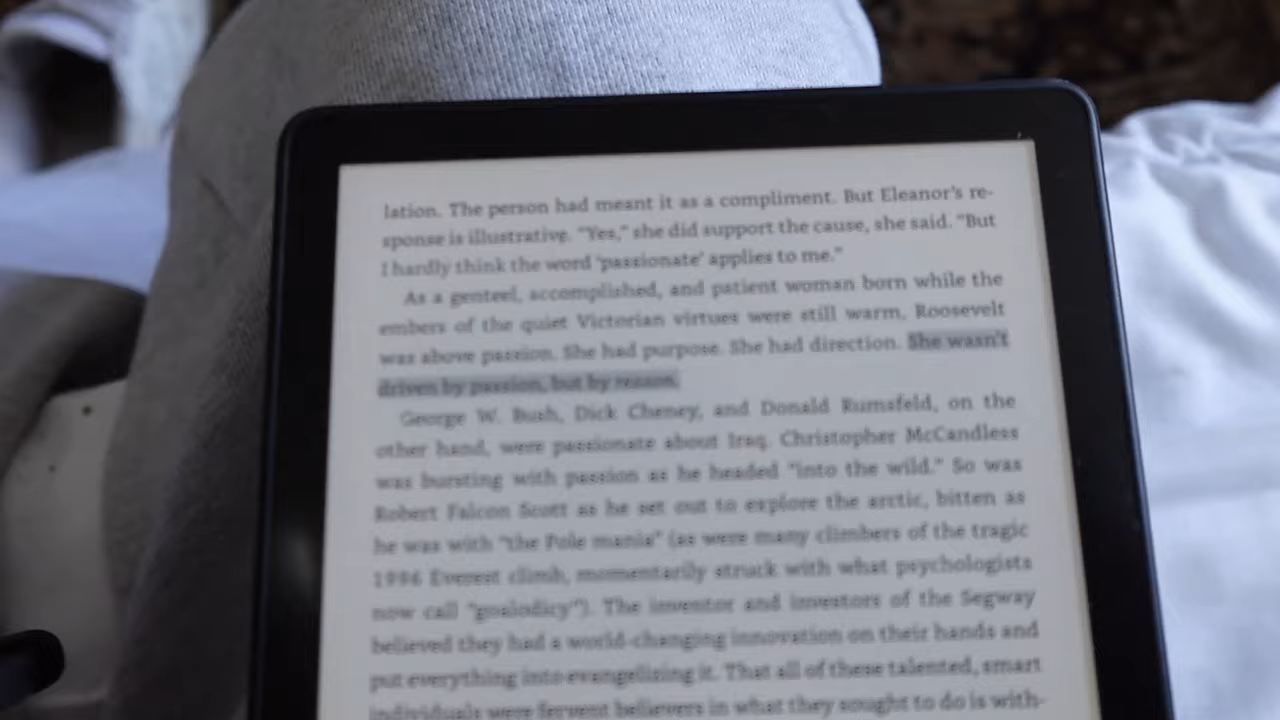 lation. The person had meant it as a compliment. But Eleanor's re-
sponse is illustrative. "Yes," she did support the cause, she said. "But
I hardly think the word 'passionate' applies to me."
As a genteel, accomplished, and patient woman born while the
embers of the quiet Victorian virtues were still warm, Roosevelt
was above passion. She had purpose. She had direction. She wasn't
driven by passion, but by reason.
George W. Bush, Dick Cheney, and Donald Rumsfeld, on the
other hand, were passionate about Iraq. Christopher McCandless
was bursting with passion as he headed "into the wild." So was
Robert Falcon Scott as he set out to explore the arctic, bitten as
he was with "the Pole mania" (as were many climbers of the tragic
1996 Everest climb, momentarily struck with what psychologists
now call "goalodicy"). The inventor and investors of the Segway
believed they had a world-changing innovation on their hands and
put everything into evangelizing it. That all of these talented, smart
individuals were fervent believers in what they sought to do is with-